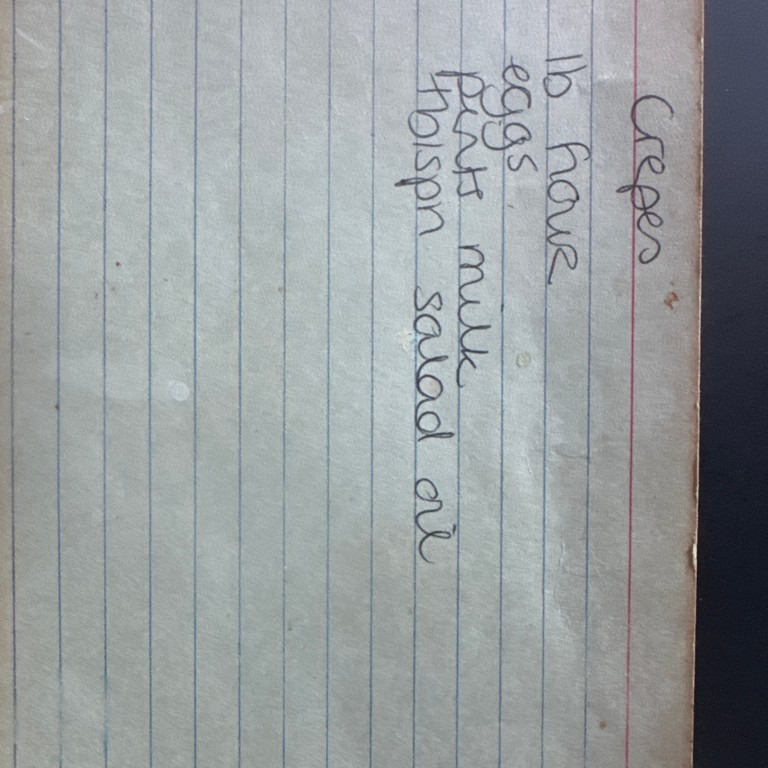 Crepes
lb flour
eggs
pints milk
tblspn salad oil